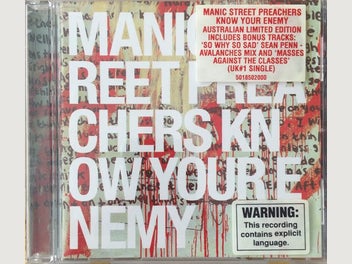 MANIC ST
REET PREA
CHERS KN
OW YOUR E
NEMY
MANIC STREET PREACHERS
KNOW YOUR ENEMY
AUSTRALIAN LIMITED EDITION
INCLUDES BONUS TRACKS:
'SO WHY SO SAD' SEAN PENN -
AVALANCHES MIX AND 'MASSES
AGAINST THE CLASSES'
(UK#1 SINGLE)
5018502000
WARNING:
This recording
contains explicit
language.